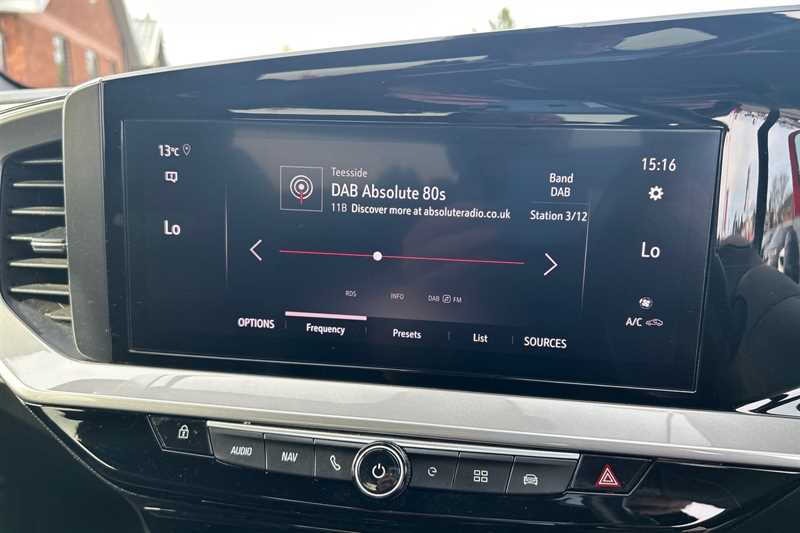 13°C
15:16
Teesside
DAB Absolute 80s
11B Discover more at absoluteradio.co.uk
Band
DAB
Station 3/12
Lo
Lo
RDS
INFO
DAB FM
A/C
OPTIONS
Frequency
Presets
List
SOURCES
AUDIO
NAV